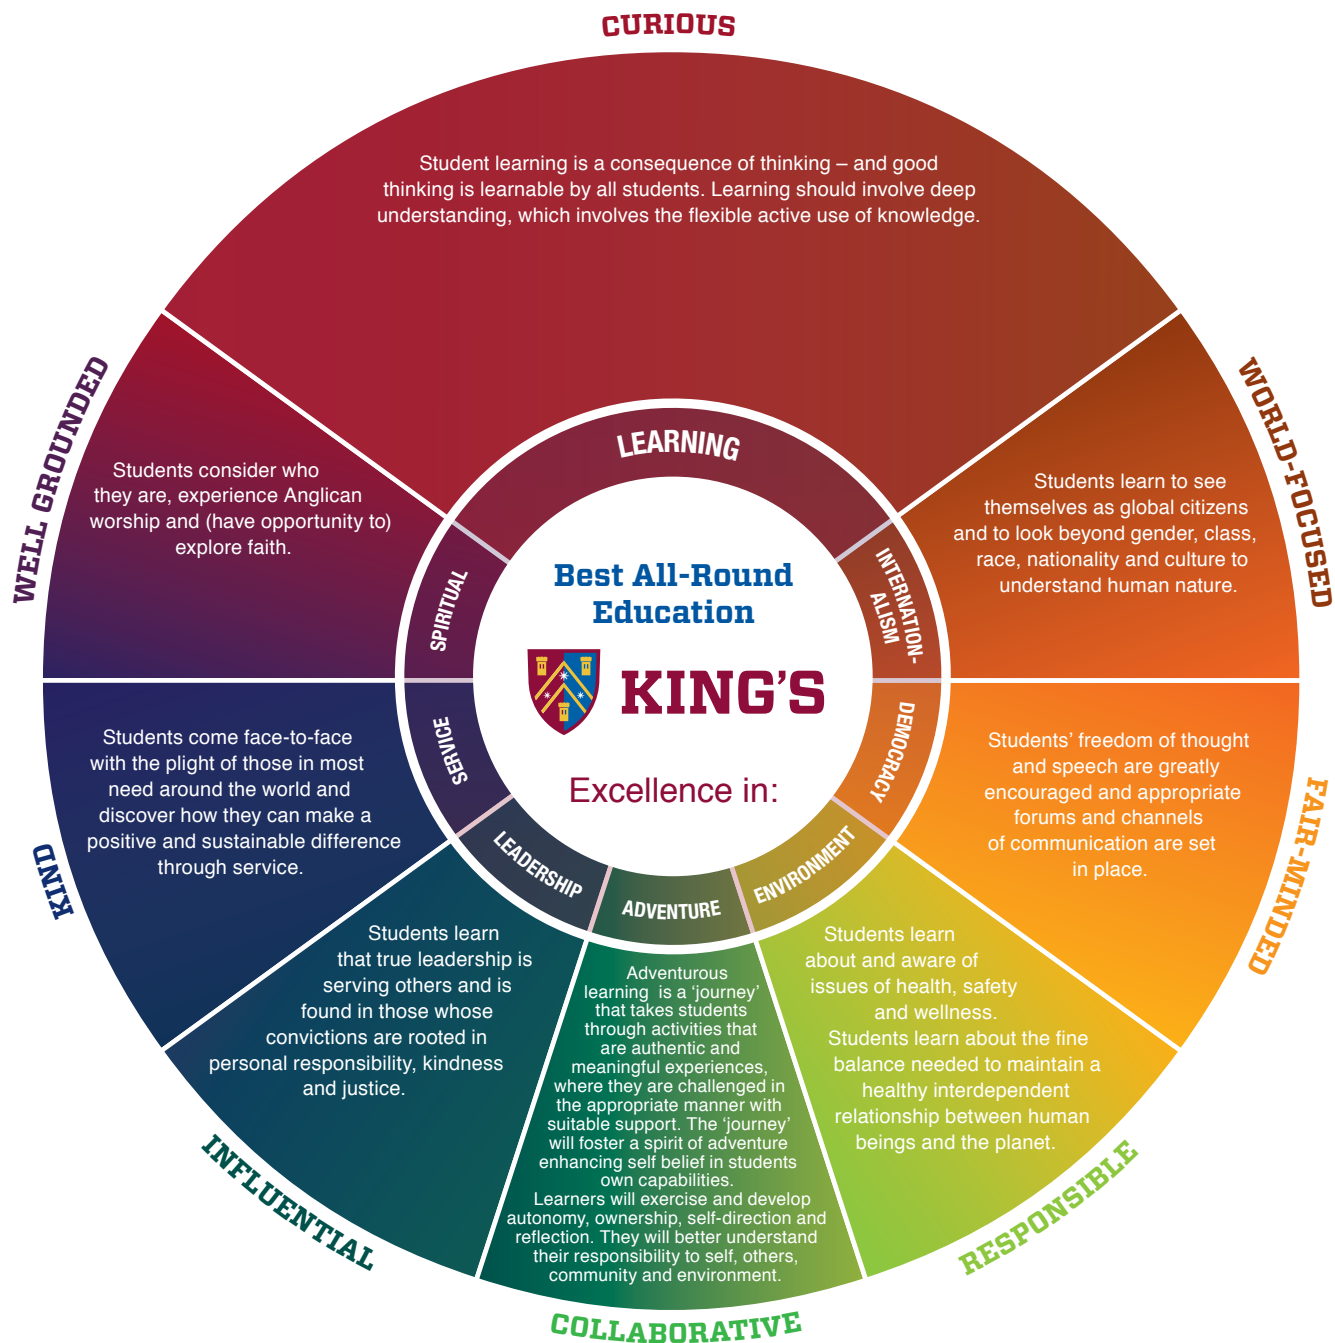 CURIOUS
Student learning is a consequence of thinking – and good
thinking is learnable by all students. Learning should involve deep
understanding, which involves the flexible active use of knowledge.
LEARNING
WORLD-FOCUSED
Students learn to see
themselves as global citizens
and to look beyond gender, class,
race, nationality and culture to
understand human nature.
INTERNATION-
ALISM
FAIR-MINDED
Students’ freedom of thought
and speech are greatly
encouraged and appropriate
forums and channels
of communication are set
in place.
DEMOCRACY
RESPONSIBLE
Students learn
about and aware of
issues of health, safety
and wellness.
Students learn about the fine
balance needed to maintain a
healthy interdependent
relationship between human
beings and the planet.
ENVIRONMENT
COLLABORATIVE
Adventurous
learning is a ‘journey’
that takes students
through activities that
are authentic and
meaningful experiences,
where they are challenged in
the appropriate manner with
suitable support. The ‘journey’
will foster a spirit of adventure
enhancing self belief in students
own capabilities.
Learners will exercise and develop
autonomy, ownership, self-direction and
reflection. They will better understand
their responsibility to self, others,
community and environment.
ADVENTURE
INFLUENTIAL
Students learn
that true leadership is
serving others and is
found in those whose
convictions are rooted in
personal responsibility, kindness
and justice.
LEADERSHIP
KIND
Students come face-to-face
with the plight of those in most
need around the world and
discover how they can make a
positive and sustainable difference
through service.
SERVICE
WELL GROUNDED
Students consider who
they are, experience Anglican
worship and (have opportunity to)
explore faith.
SPIRITUAL
Best All-Round
Education
KING’S
Excellence in: